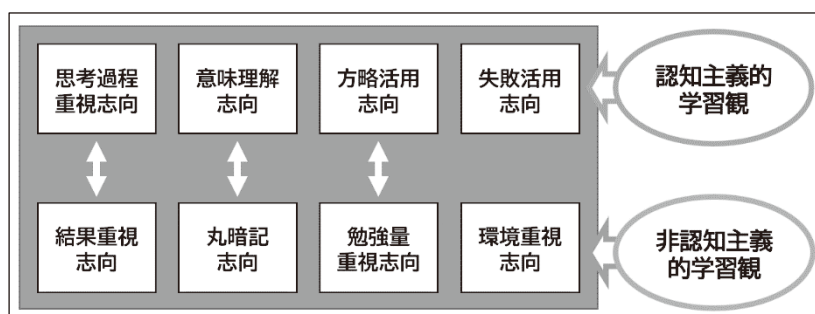 思考過程
重視志向
意味理解
志向
方略活用
志向
失敗活用
志向
認知主義的
学習観
結果重視
志向
丸暗記
志向
勉強量
重視志向
環境重視
志向
非認知主義
的学習観